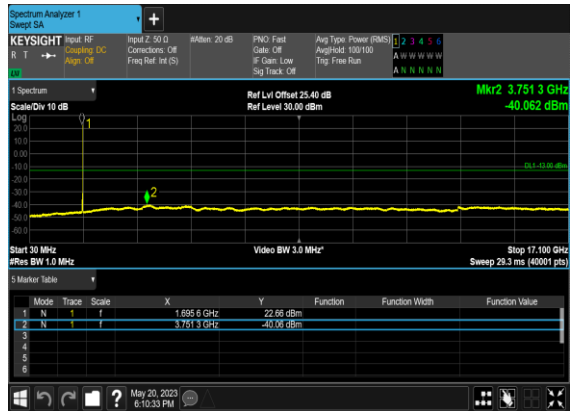 Spectrum Analyzer 1
Swept SA
KEYSIGHT Input: RF Input Z: 50 Ω #Atten: 20 dB PNO: Fast Avg Type: Power (RMS) 1 2 3 4 5 6
R T Coupling: DC Corrections: Off Gate: Off Avg|Hold: 100/100 A W W W W W
Align: Off Freq Ref: Int (S) IF Gain: Low Trig: Free Run
LU Sig Track: Off A N N N N N
1 Spectrum Ref Lvl Offset 25.40 dB Mkr2 3.751 3 GHz
Scale/Div 10 dB Ref Level 30.00 dBm -40.062 dBm
Log
20.0
10.0
0.00
-10.0
-20.0
-30.0
-40.0
-50.0
-60.0
1
2
DL1 -13.00 dBm
Start 30 MHz Video BW 3.0 MHz* Stop 17.100 GHz
#Res BW 1.0 MHz Sweep 29.3 ms (40001 pts)
5 Marker Table
Mode Trace Scale X Y Function Function Width Function Value
1 N 1 f 1.695 6 GHz 22.66 dBm
2 N 1 f 3.751 3 GHz -40.06 dBm
3
4
5
6
? May 20, 2023
6:10:33 PM